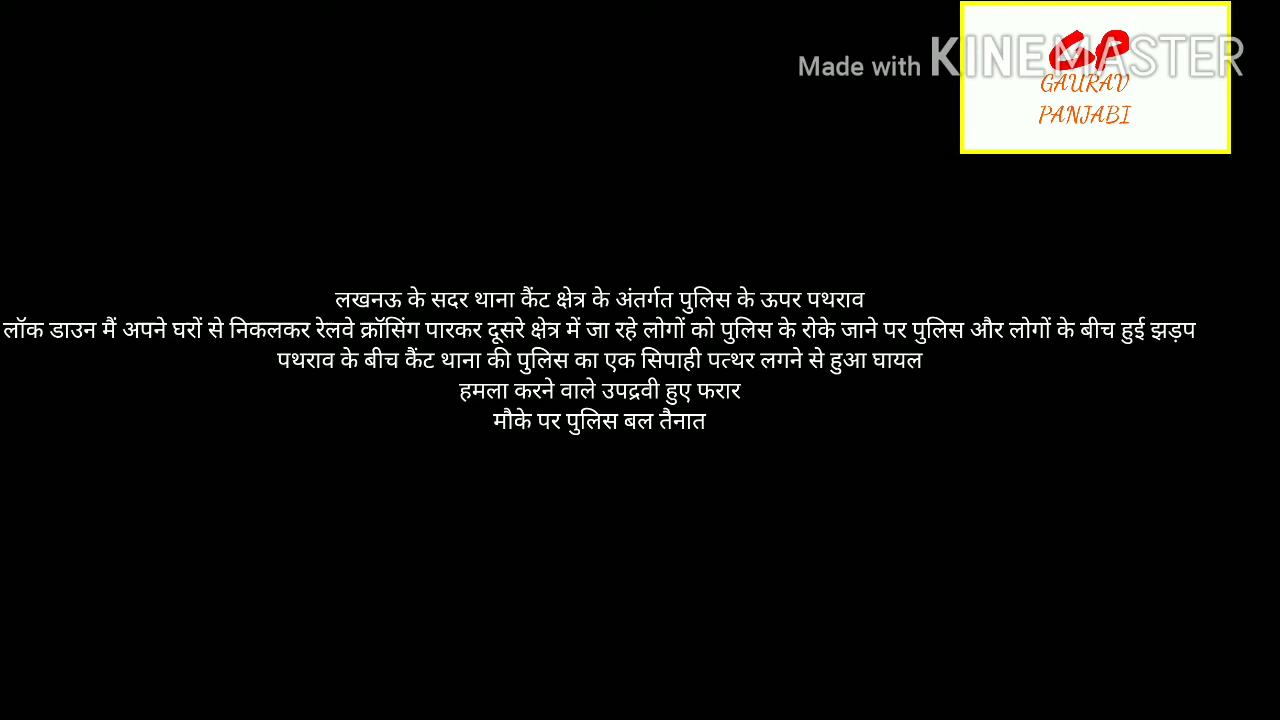 Made with KINEMASTER
GP
GAURAV
PANJABI
लखनऊ के सदर थाना कैंट क्षेत्र के अंतर्गत पुलिस के ऊपर पथराव
लॉक डाउन मैं अपने घरों से निकलकर रेलवे क्रॉसिंग पारकर दूसरे क्षेत्र में जा रहे लोगों को पुलिस के रोके जाने पर पुलिस और लोगों के बीच हुई झड़प
पथराव के बीच कैंट थाना की पुलिस का एक सिपाही पत्थर लगने से हुआ घायल
हमला करने वाले उपद्रवी हुए फरार
मौके पर पुलिस बल तैनात